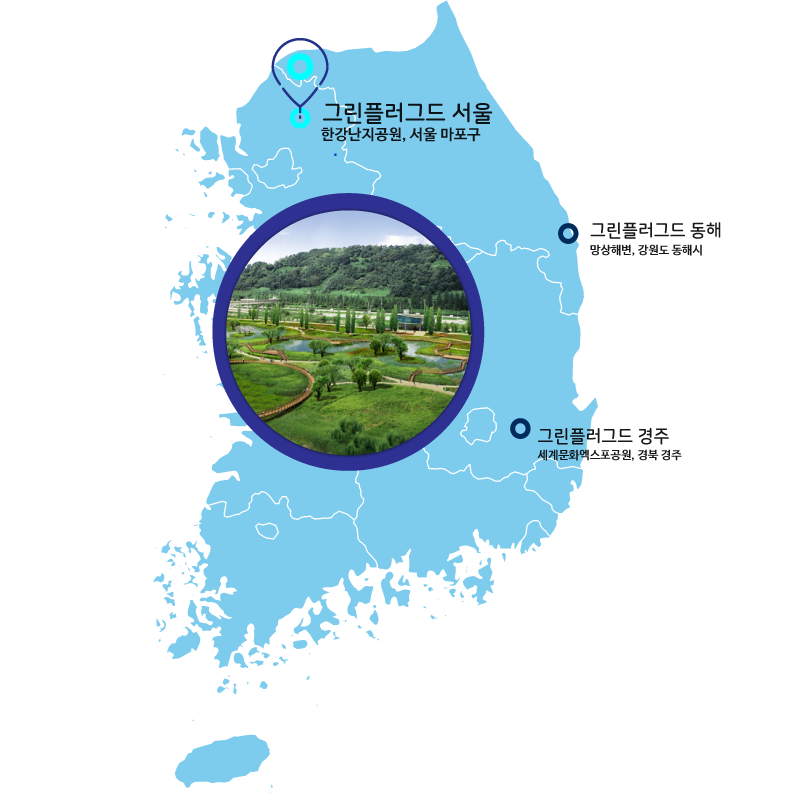 그린플러그드 서울
한강난지공원, 서울 마포구
그린플러그드 동해
망상해변, 강원도 동해시
그린플러그드 경주
세계문화엑스포공원, 경북 경주